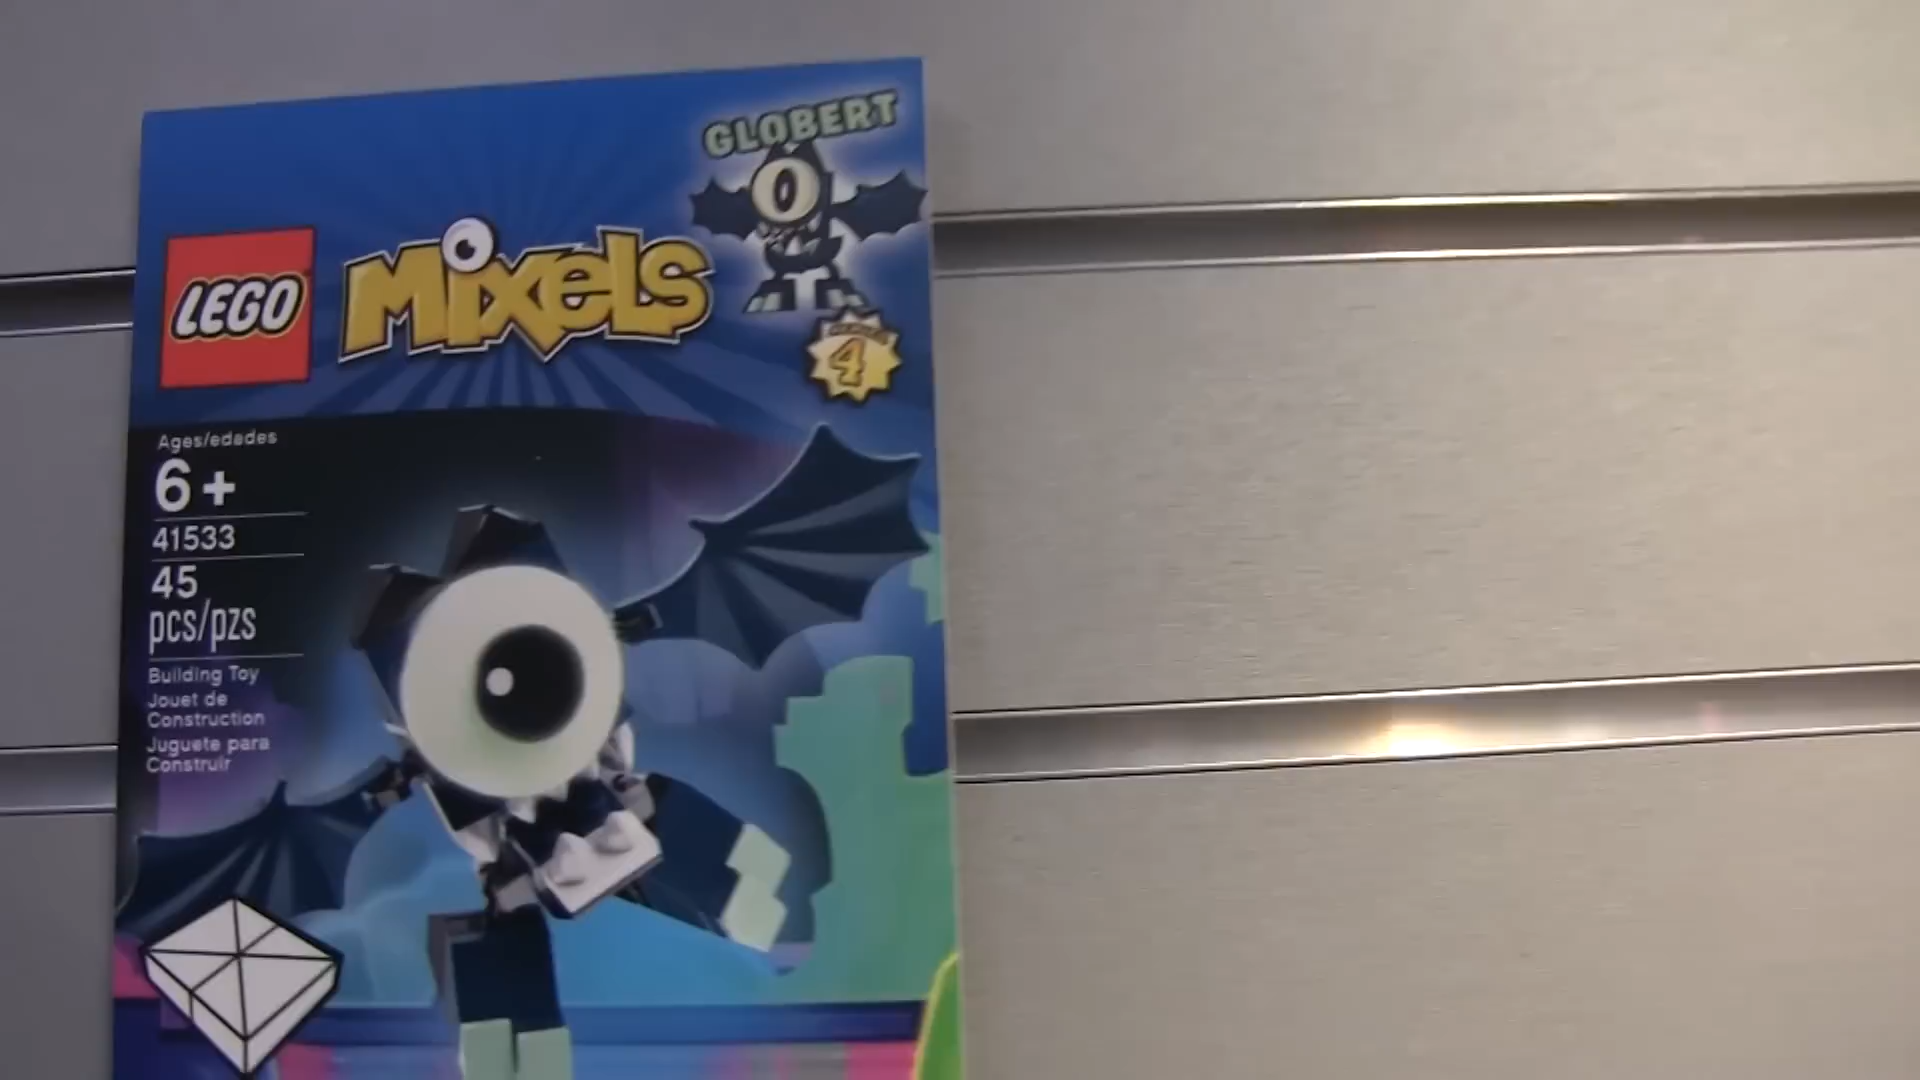 GLOBERT
LEGO Mixels
SERIES
4
Ages/edades
6+
41533
45
pcs/pzs
Building Toy
Jouet de
Construction
Juguete para
Construir